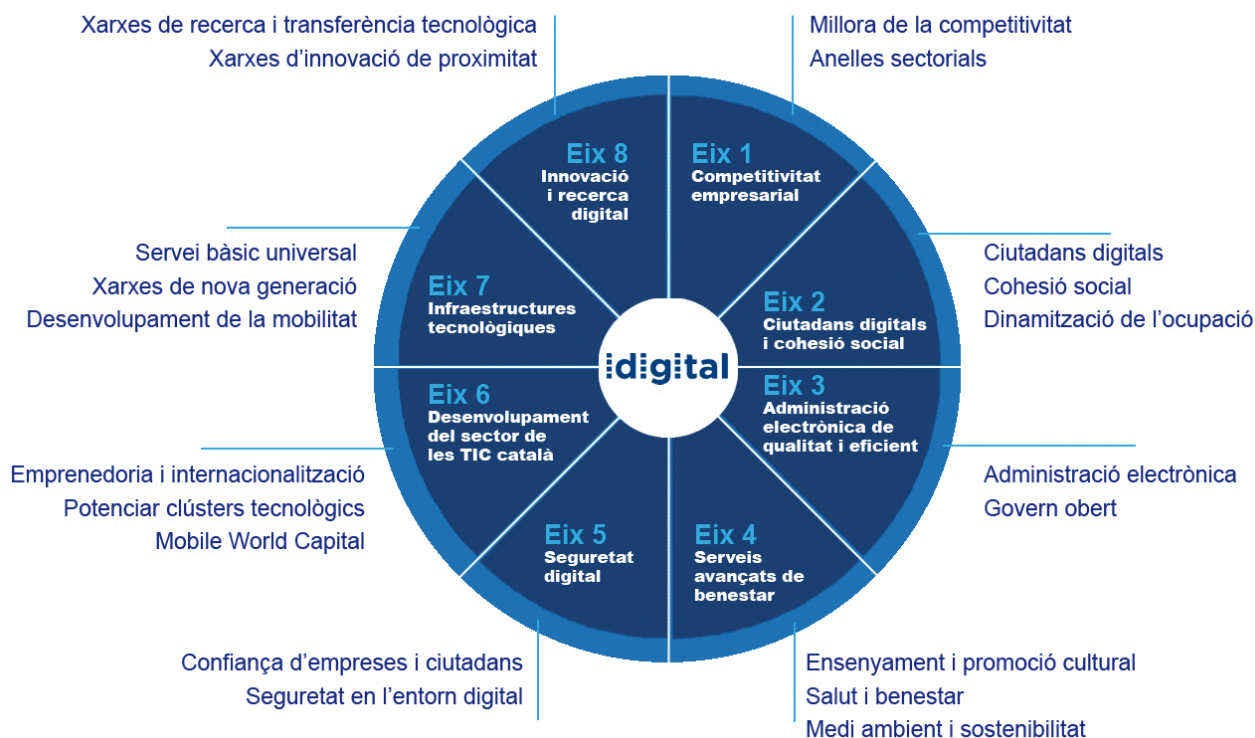 Xarxes de recerca i transferència tecnològica
Xarxes d'innovació de proximitat
Millora de la competitivitat
Anelles sectorials
Eix 8
Innovació
i recerca
digital
Eix 1
Competitivitat
empresarial
Servei bàsic universal
Xarxes de nova generació
Desenvolupament de la mobilitat
Eix 7
Infraestructures
tecnològiques
Eix 2
Ciutadans digitals
i cohesió social
Ciutadans digitals
Cohesió social
Dinamització de l'ocupació
idigital
Eix 6
Desenvolupament
del sector de
les TIC català
Eix 3
Administració
electrònica de
qualitat i eficient
Emprenedoria i internacionalització
Potenciar clústers tecnològics
Mobile World Capital
Administració electrònica
Govern obert
Eix 5
Seguretat
digital
Eix 4
Serveis
avançats de
benestar
Confiança d'empreses i ciutadans
Seguretat en l'entorn digital
Ensenyament i promoció cultural
Salut i benestar
Medi ambient i sostenibilitat